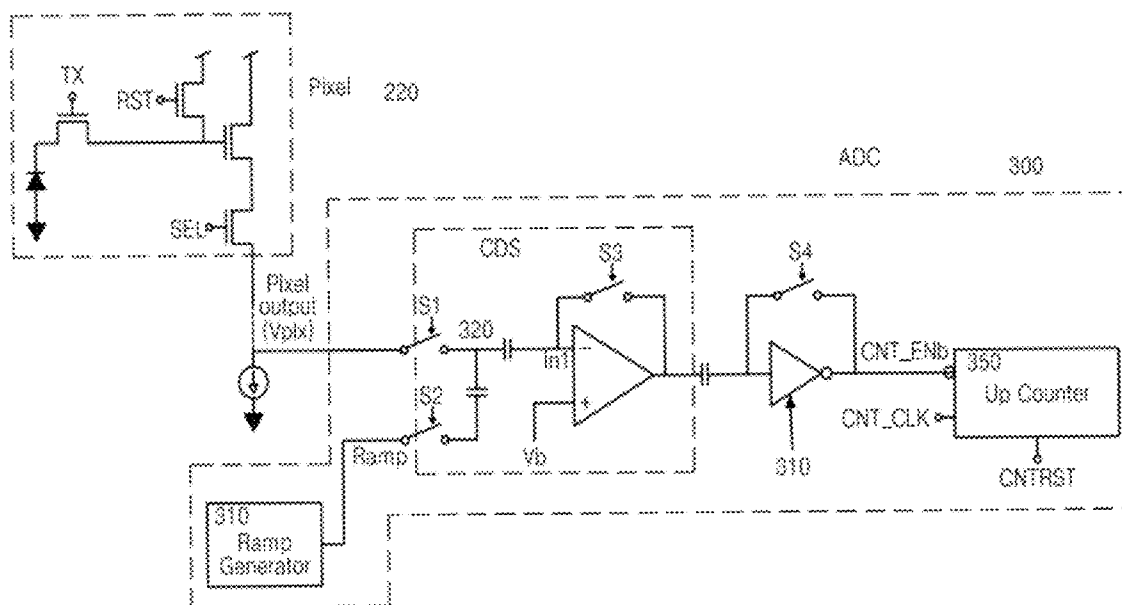 TX
RST
Pixel 220
SEL
ADC 300
Pixel
output
(Vpix)
CDS
S1
320
S2
S3
In1
Vb
Ramp
S4
310
CNT_ENb
350
Up Counter
CNT_CLK
CNTRST
310
Ramp
Generator